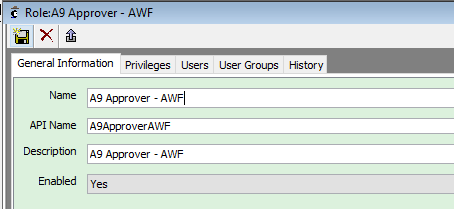 Role:A9 Approver - AWF
General Information Privileges Users User Groups History
Name A9 Approver - AWF
API Name A9ApproverAWF
Description A9 Approver - AWF
Enabled Yes